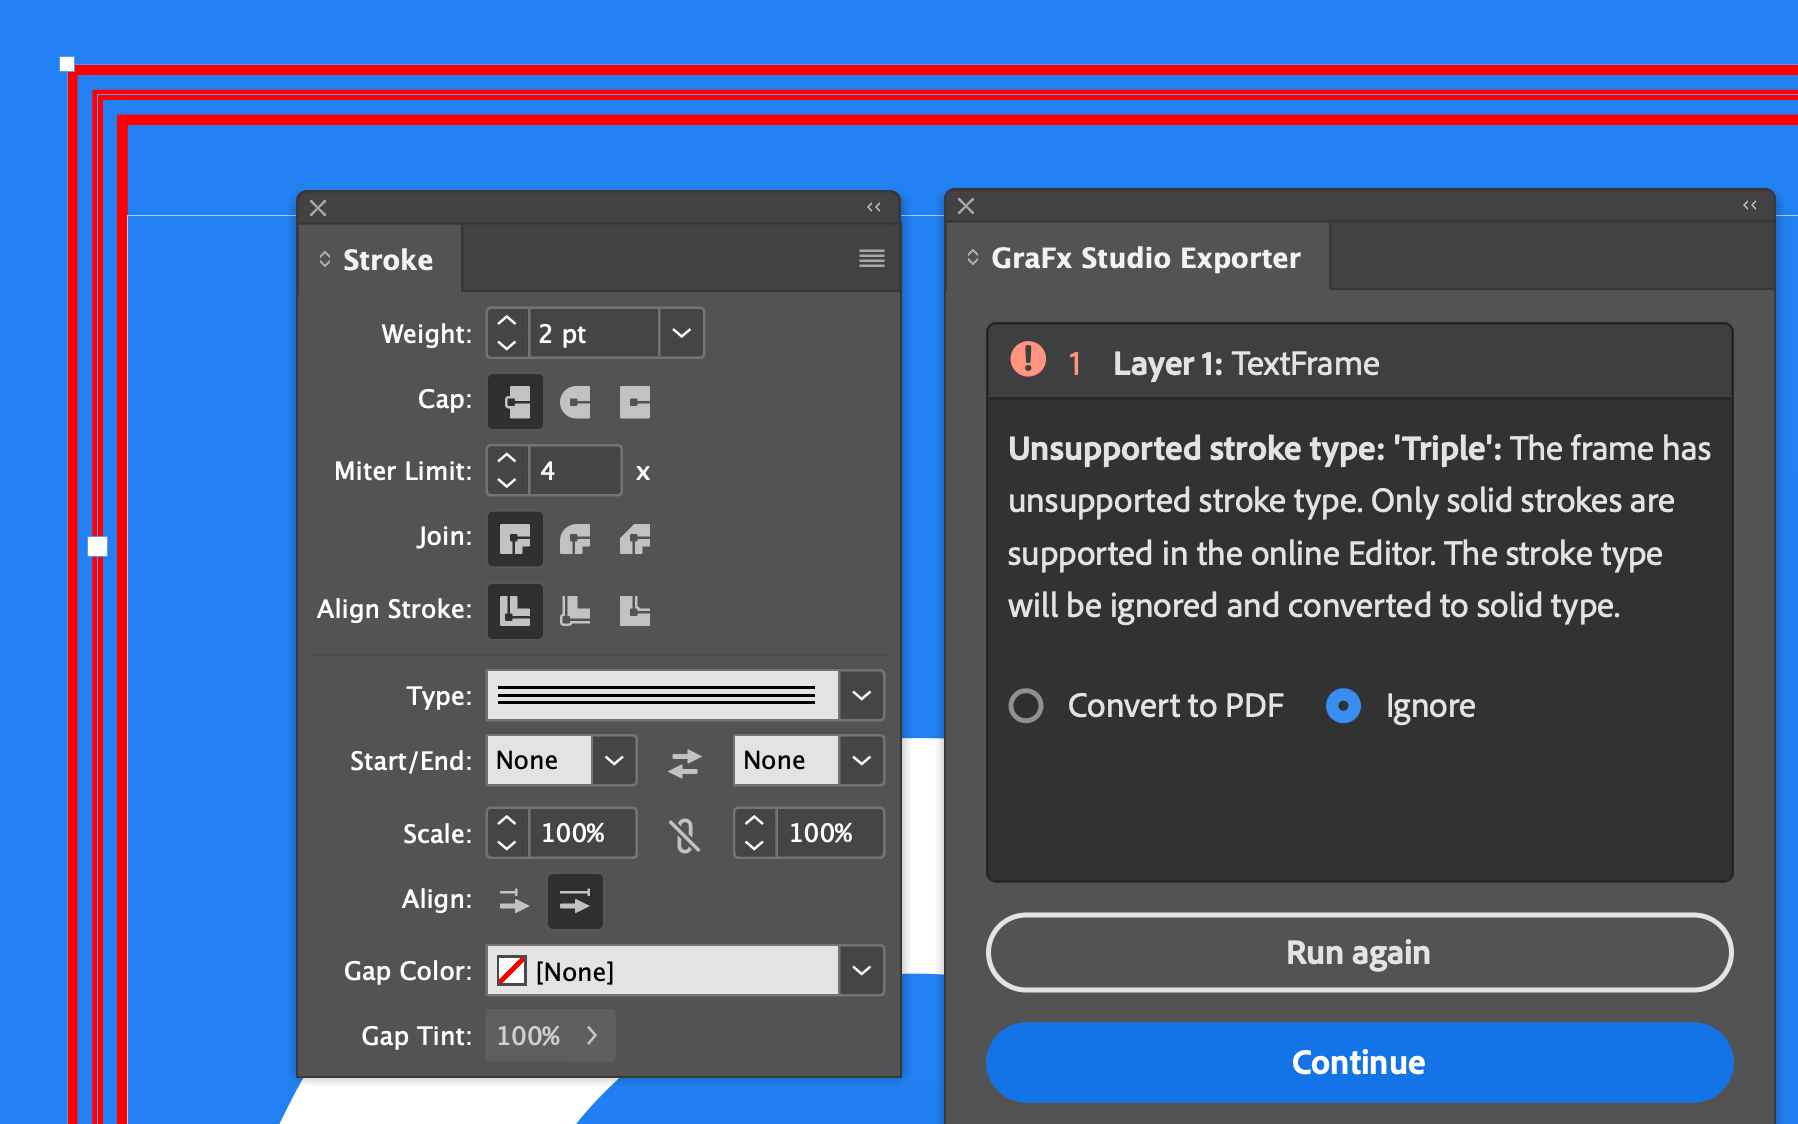 Stroke
Weight: 2 pt
Cap:
Miter Limit: 4 x
Join:
Align Stroke:
Type:
Start/End: None None
Scale: 100% 100%
Align:
Gap Color: [None]
Gap Tint: 100%
GraFx Studio Exporter
1 Layer 1: TextFrame
Unsupported stroke type: 'Triple': The frame has
unsupported stroke type. Only solid strokes are
supported in the online Editor. The stroke type
will be ignored and converted to solid type.
Convert to PDF Ignore
Run again
Continue